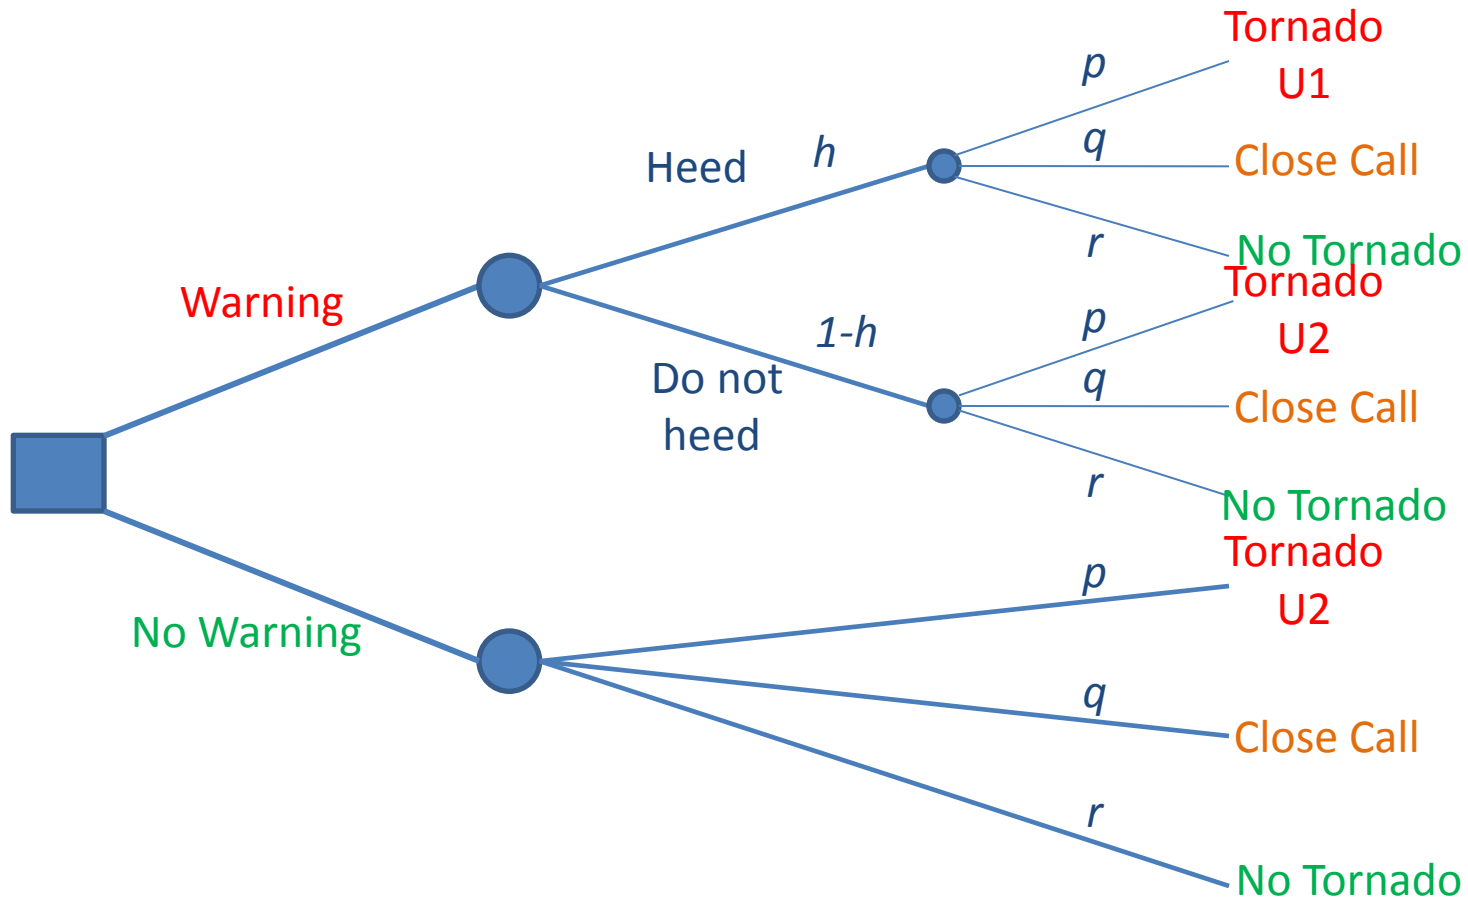 Tornado
U1
p
q
Close Call
Heed
h
r
No Tornado
Warning
Tornado
U2
p
1-h
Do not
heed
q
Close Call
r
No Tornado
Tornado
U2
p
No Warning
q
Close Call
r
No Tornado